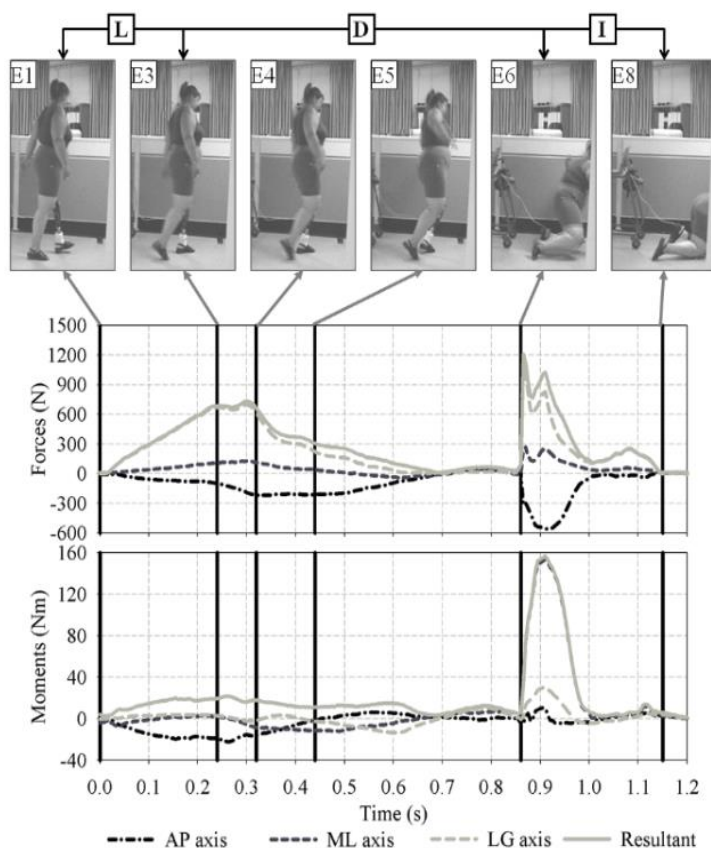 L D I
E1 E3 E4 E5 E6 E8
1500
1200
900
600
300
0
-300
-600
Forces (N)
160
120
80
40
0
-40
Moments (Nm)
0.0 0.1 0.2 0.3 0.4 0.5 0.6 0.7 0.8 0.9 1.0 1.1 1.2
Time (s)
AP axis ML axis LG axis Resultant